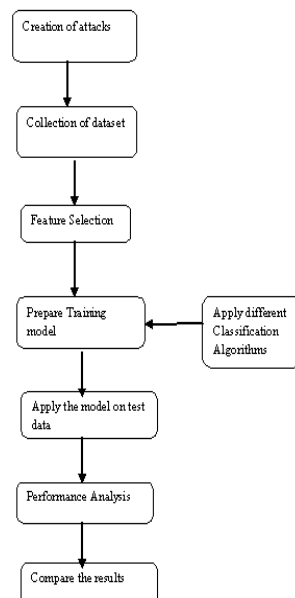 Creation of attacks
Collection of dataset
Feature Selection
Prepare Training
model
Apply different
Classification
Algorithms
Apply the model on test
data
Performance Analysis
Compare the results